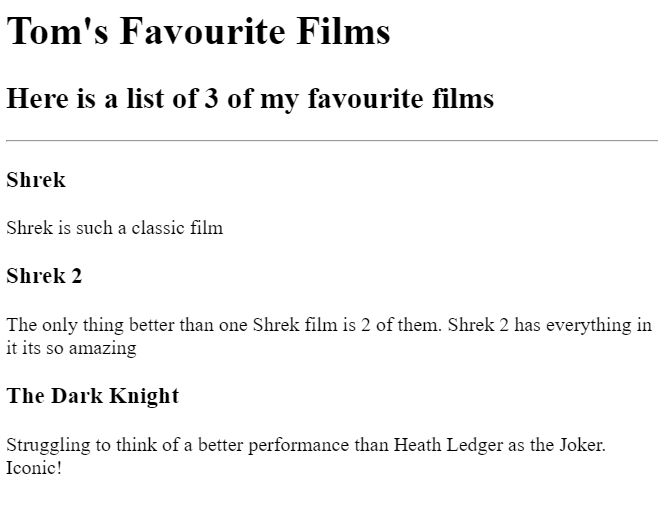 Tom's Favourite Films
Here is a list of 3 of my favourite films
Shrek
Shrek is such a classic film
Shrek 2
The only thing better than one Shrek film is 2 of them. Shrek 2 has everything in
it its so amazing
The Dark Knight
Struggling to think of a better performance than Heath Ledger as the Joker.
Iconic!